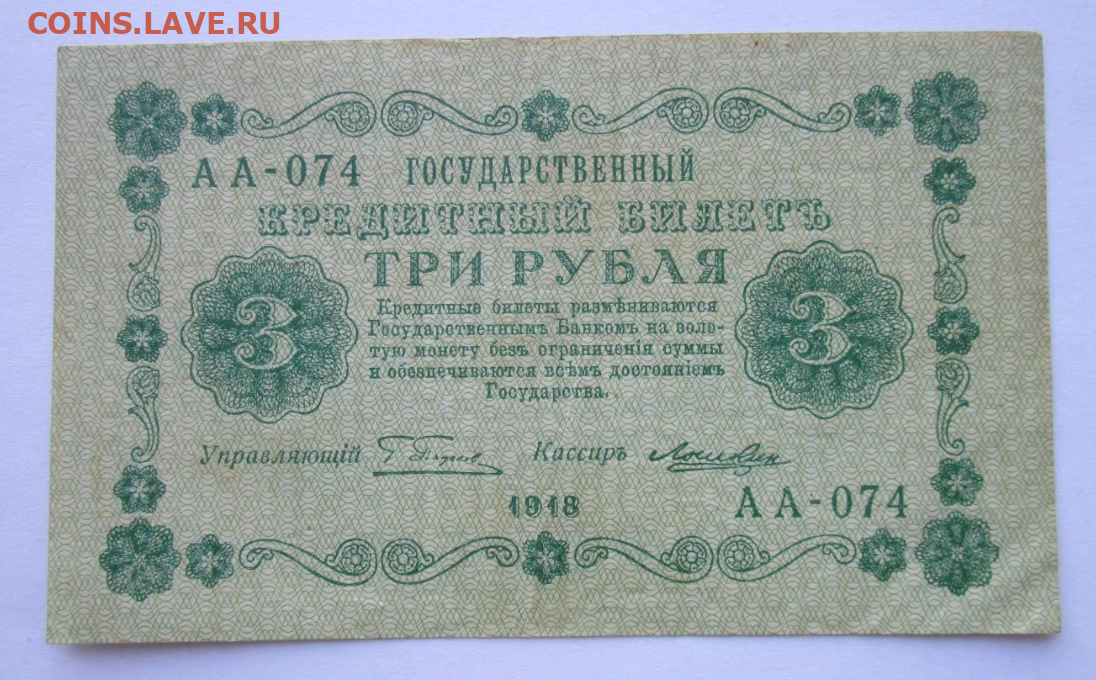 COINS.LAVE.RU
АА-074 ГОСУДАРСТВЕННЫЙ
КРЕДИТНЫЙ БИЛЕТЪ
ТРИ РУБЛЯ
3 3
Кредитные билеты размѣниваются
Государственнымъ Банкомъ на золо-
тую монету безъ ограниченія суммы
и обезпечиваются всѣмъ достояніемъ
Государства.
Управляющій Кассиръ
1918
АА-074